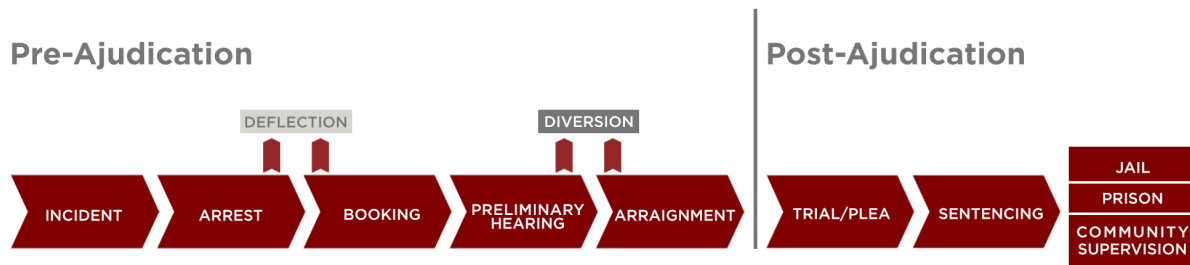 Pre-Ajudication
Post-Ajudication
DEFLECTION
DIVERSION
INCIDENT
ARREST
BOOKING
PRELIMINARY
HEARING
ARRAIGNMENT
TRIAL/PLEA
SENTENCING
JAIL
PRISON
COMMUNITY
SUPERVISION